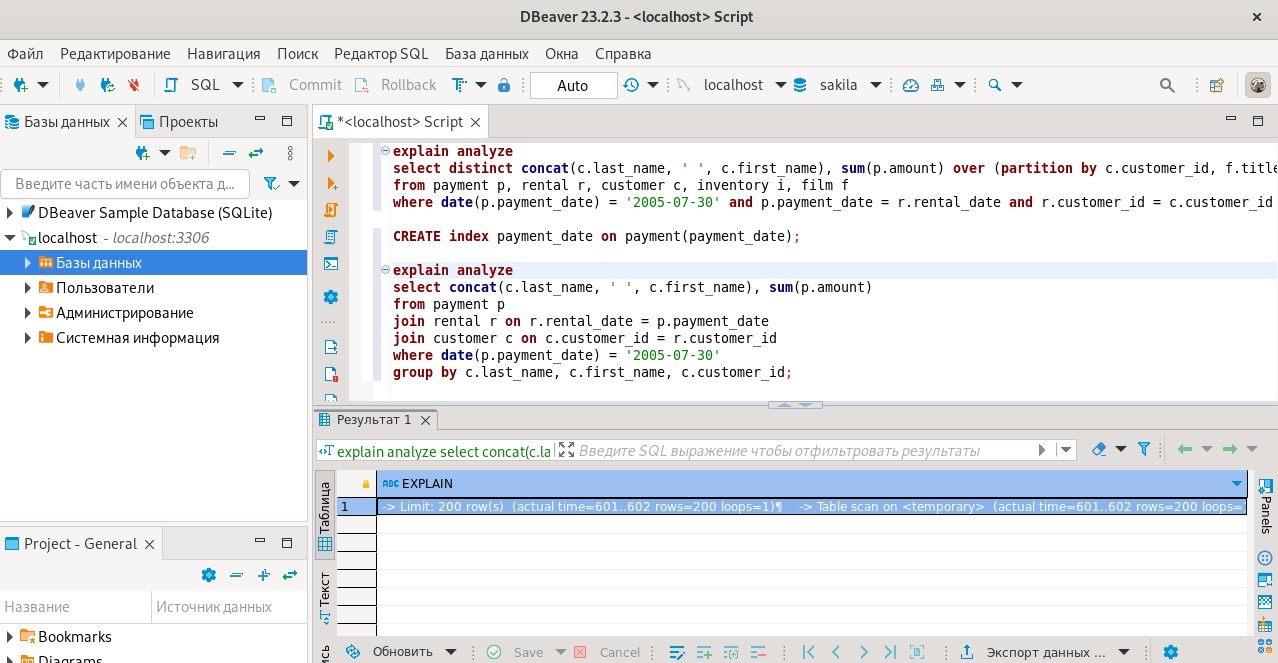 DBeaver 23.2.3 - <localhost> Script
Файл Редактирование Навигация Поиск Редактор SQL База данных Окна Справка
SQL Commit Rollback Auto localhost sakila
Базы данных Проекты
Введите часть имени объекта д...
DBeaver Sample Database (SQLite)
localhost - localhost:3306
Базы данных
Пользователи
Администрирование
Системная информация
Project - General
Название Источник данных
Bookmarks
Diagrams
*<localhost> Script
explain analyze
select distinct concat(c.last_name, ' ', c.first_name), sum(p.amount) over (partition by c.customer_id, f.title
from payment p, rental r, customer c, inventory i, film f
where date(p.payment_date) = '2005-07-30' and p.payment_date = r.rental_date and r.customer_id = c.customer_id
CREATE index payment_date on payment(payment_date);
explain analyze
select concat(c.last_name, ' ', c.first_name), sum(p.amount)
from payment p
join rental r on r.rental_date = p.payment_date
join customer c on c.customer_id = r.customer_id
where date(p.payment_date) = '2005-07-30'
group by c.last_name, c.first_name, c.customer_id;
Результат 1
explain analyze select concat(c.la Введите SQL выражение чтобы отфильтровать результаты
Таблица
Текст
ABC EXPLAIN
1 -> Limit: 200 row(s) (actual time=601..602 rows=200 loops=1)¶ -> Table scan on <temporary> (actual time=601..602 rows=200 loops=
Panels
Обновить Save Cancel Экспорт данных ...